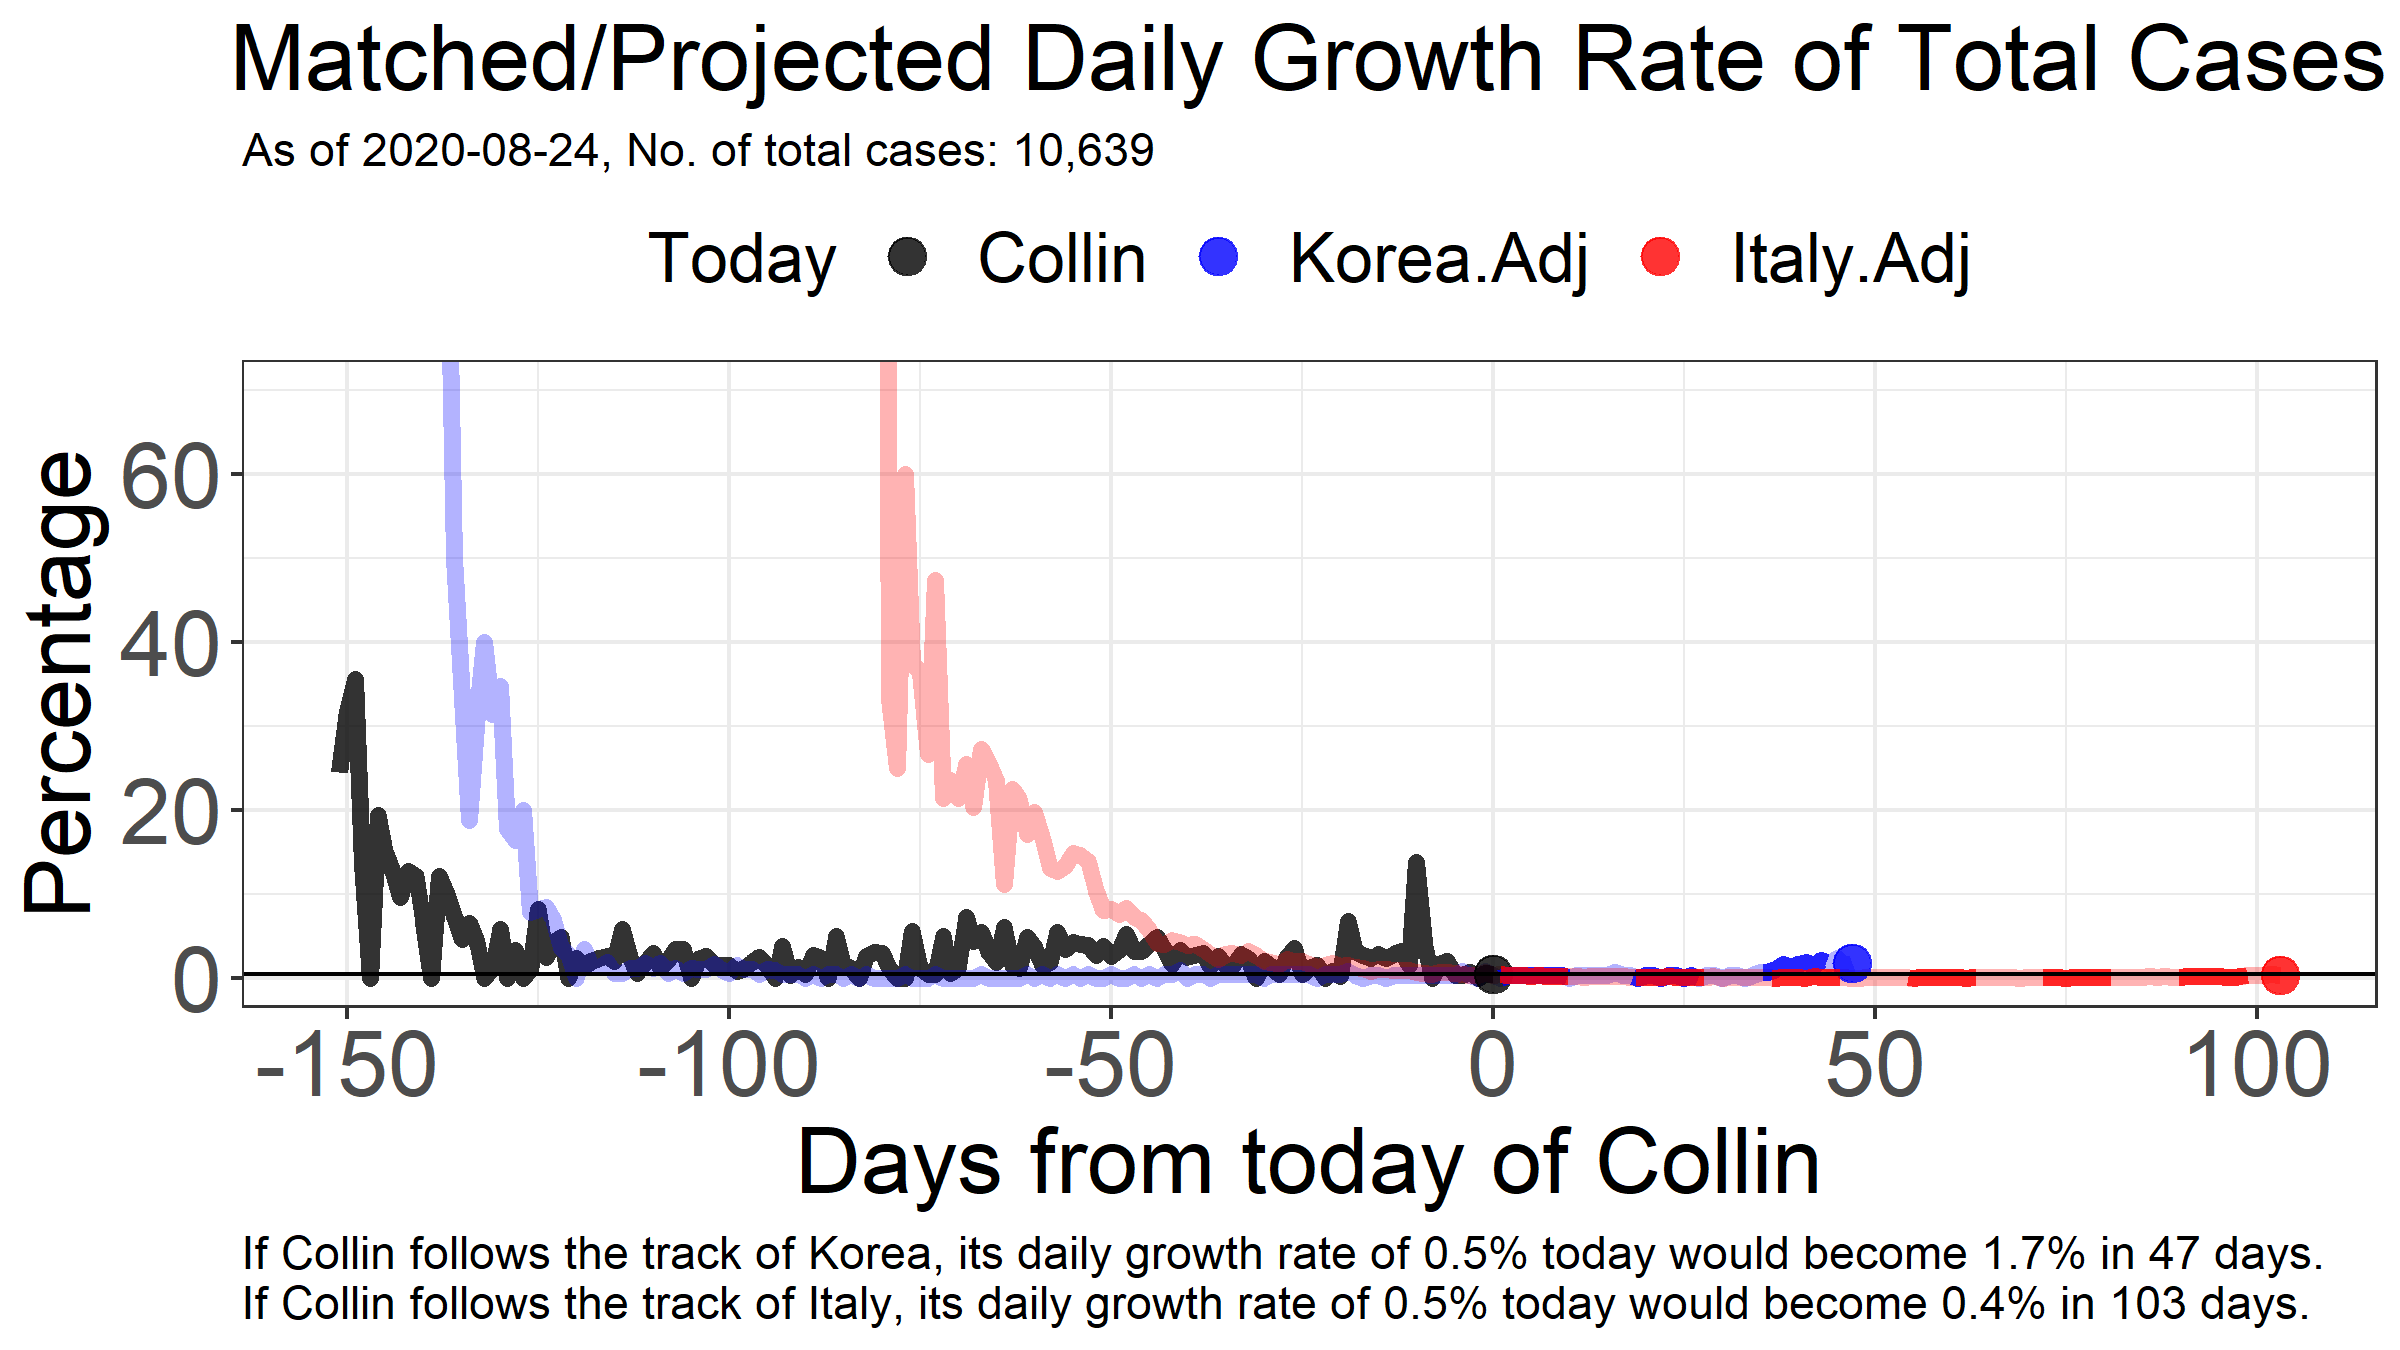 Matched/Projected Daily Growth Rate of Total Cases
As of 2020-08-24, No. of total cases: 10,639
Today Collin Korea.Adj Italy.Adj
Percentage
60
40
20
0
-150 -100 -50 0 50 100
Days from today of Collin
If Collin follows the track of Korea, its daily growth rate of 0.5% today would become 1.7% in 47 days.
If Collin follows the track of Italy, its daily growth rate of 0.5% today would become 0.4% in 103 days.